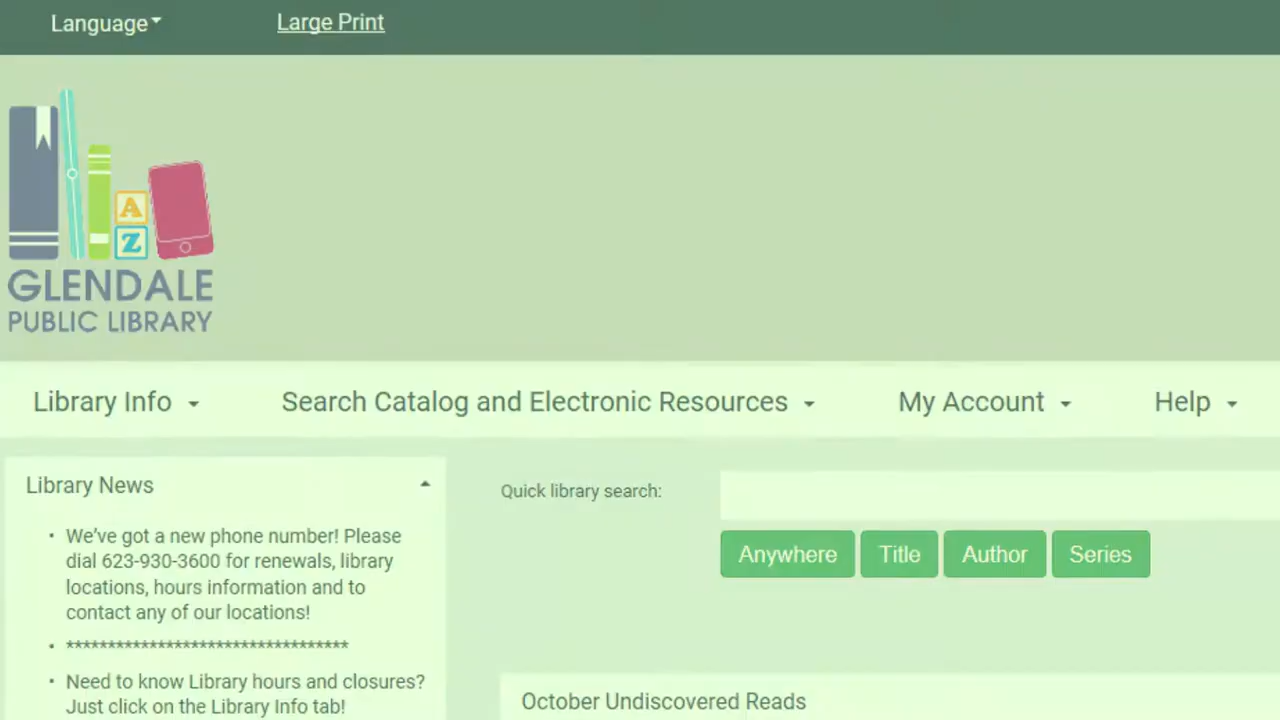 Language
Large Print
A
Z
GLENDALE
PUBLIC LIBRARY
Library Info
Search Catalog and Electronic Resources
My Account
Help
Library News
• We’ve got a new phone number! Please
dial 623-930-3600 for renewals, library
locations, hours information and to
contact any of our locations!
• **********************************
• Need to know Library hours and closures?
Just click on the Library Info tab!
Quick library search:
Anywhere
Title
Author
Series
October Undiscovered Reads